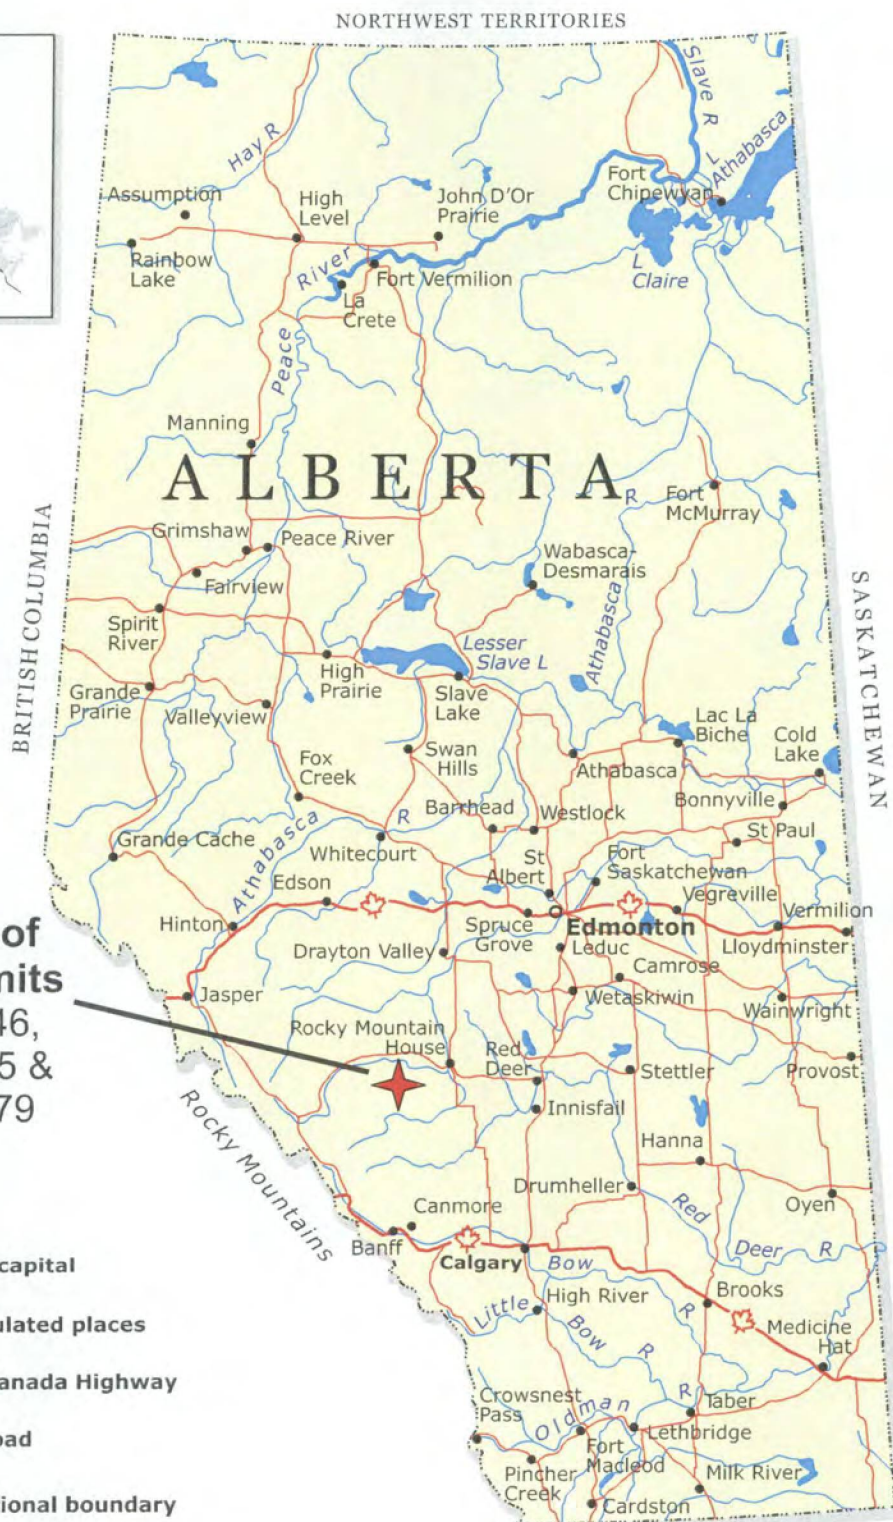 NORTHWEST TERRITORIES
Slave R
L Athabasca
Hay R
Fort
Chipewyan
Assumption
High
Level
John D'Or
Prairie
Rainbow
Lake
River
Fort Vermilion
L
Claire
La
Crete
Peace
Manning
ALBERTA
R
Fort
McMurray
BRITISH COLUMBIA
Grimshaw
Peace River
Wabasca-
Desmarais
Fairview
SASKATCHEWAN
Spirit
River
Athabasca
Lesser
Slave L
High
Prairie
Grande
Prairie
Slave
Lake
Valleyview
Lac La
Biche
Cold
Lake
Swan
Hills
Fox
Creek
Athabasca
Bonnyville
Barrhead
Westlock
Athabasca R
St Paul
Grande Cache
Whitecourt
St
Albert
Fort
Saskatchewan
Edson
Vegreville
Hinton
Spruce
Grove
Edmonton
Vermilion
of
Drayton Valley
Leduc
Lloydminster
mits
Camrose
Jasper
Wetaskiwin
Wainwright
46,
Rocky Mountain
House
Red
Deer
5 &
Stettler
Provost
79
Innisfail
Rocky Mountains
Hanna
Drumheller
Red
Oyen
Canmore
Banff
Deer R
Calgary
Bow
capital
High River
R
Brooks
Little
Bow
R
Medicine
Hat
ulated places
anada Highway
Crowsnest
Pass
Oldman
R
Taber
Lethbridge
oad
Fort
Macleod
Pincher
Creek
Milk River
Cardston
tional boundary